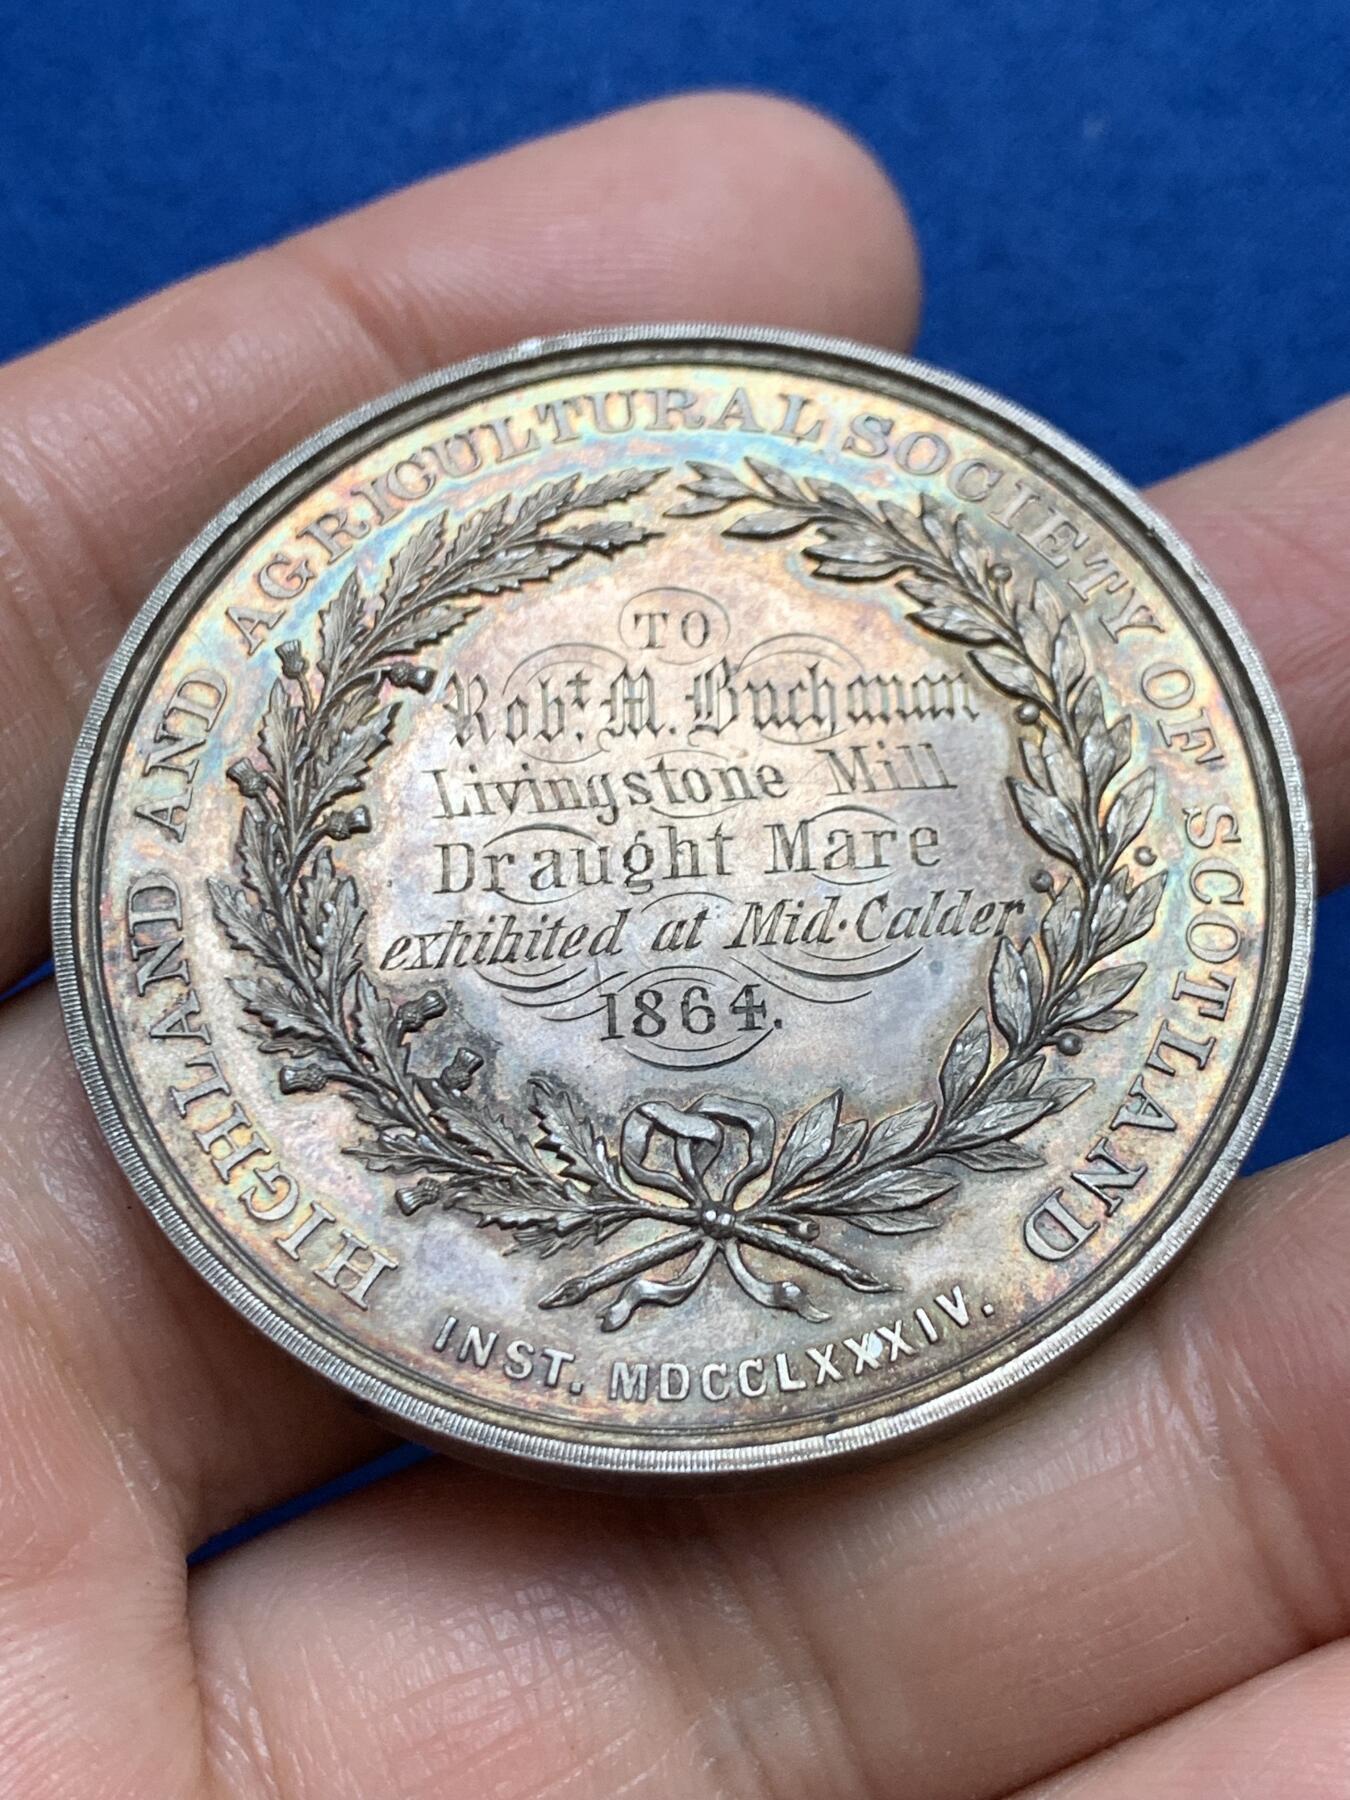 HIGHLAND AND AGRICULTURAL SOCIETY OF SCOTLAND
TO
Robt. M. Buchanan
Livingstone Mill
Draught Mare
exhibited at Mid-Calder
1864.
INST. MDCCLXXXIV.